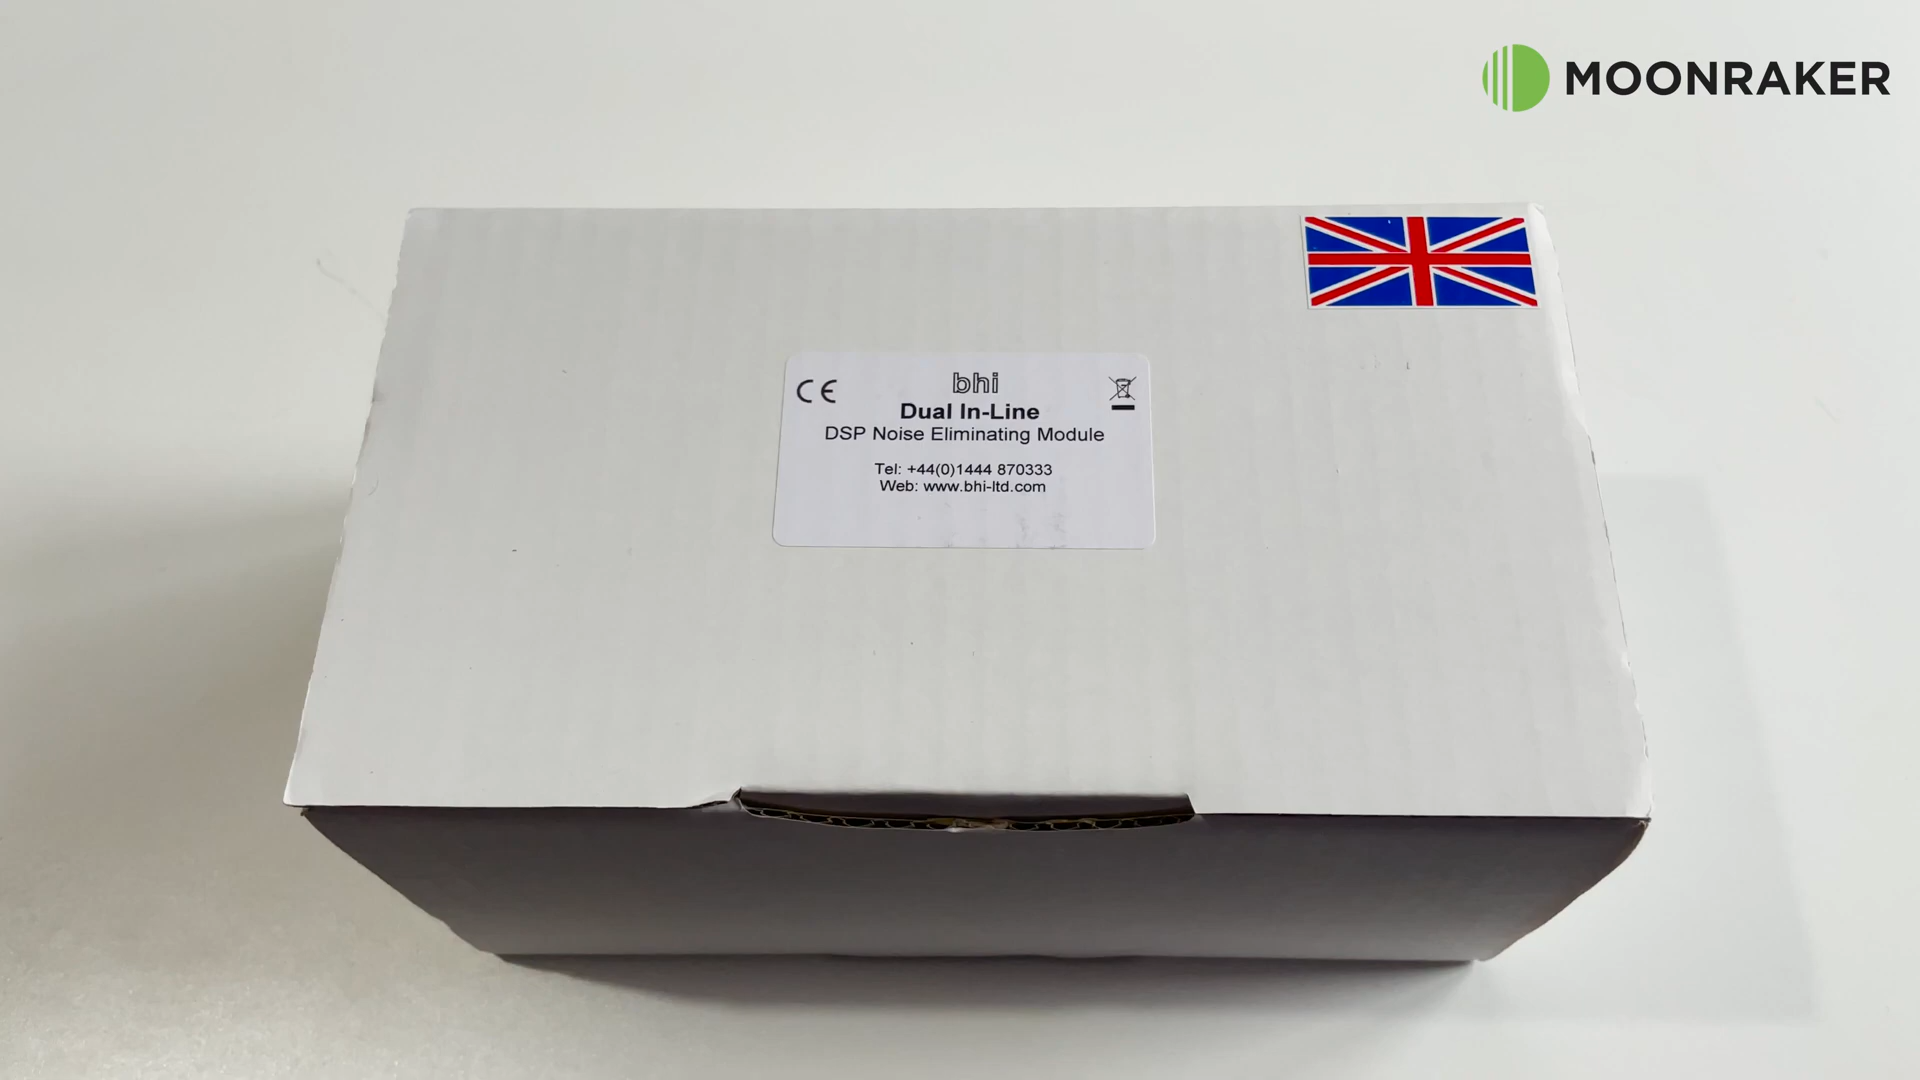 MOONRAKER
CE
bhi
Dual In-Line
DSP Noise Eliminating Module
Tel: +44(0)1444 870333
Web: www.bhi-ltd.com